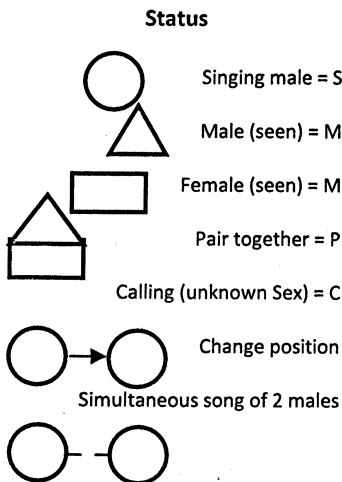 Status
Singing male = S
Male (seen) = M
Female (seen) = M
Pair together = P
Calling (unknown Sex) = C
Change position
Simultaneous song of 2 males